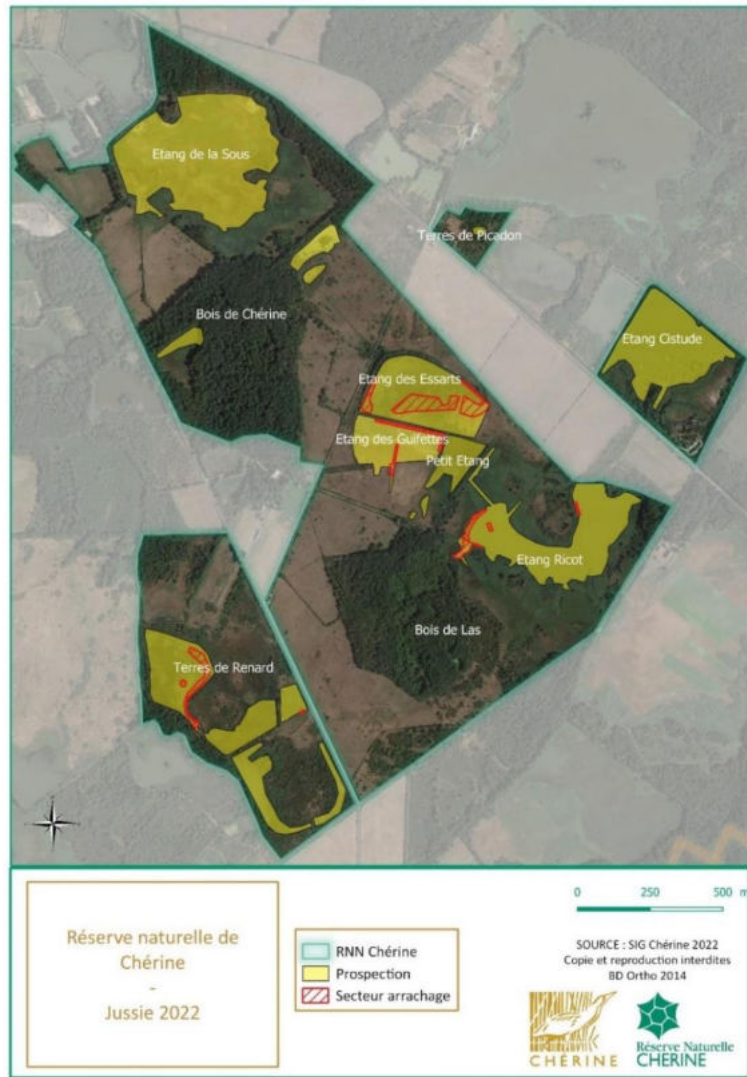 Etang de la Sous
Terres de Picadon
Bois de Chérine
Etang Cistude
Etang des Essarts
Etang des Guifettes
Petit Etang
Etang Ricot
Bois de Las
Terres de Renard
Réserve naturelle de
Chérine
-
Jussie 2022
RNN Chérine
Prospection
Secteur arrachage
0 250 500 m
SOURCE : SIG Chérine 2022
Copie et reproduction interdites
BD Ortho 2014
CHÉRINE
Réserve Naturelle
CHERINE